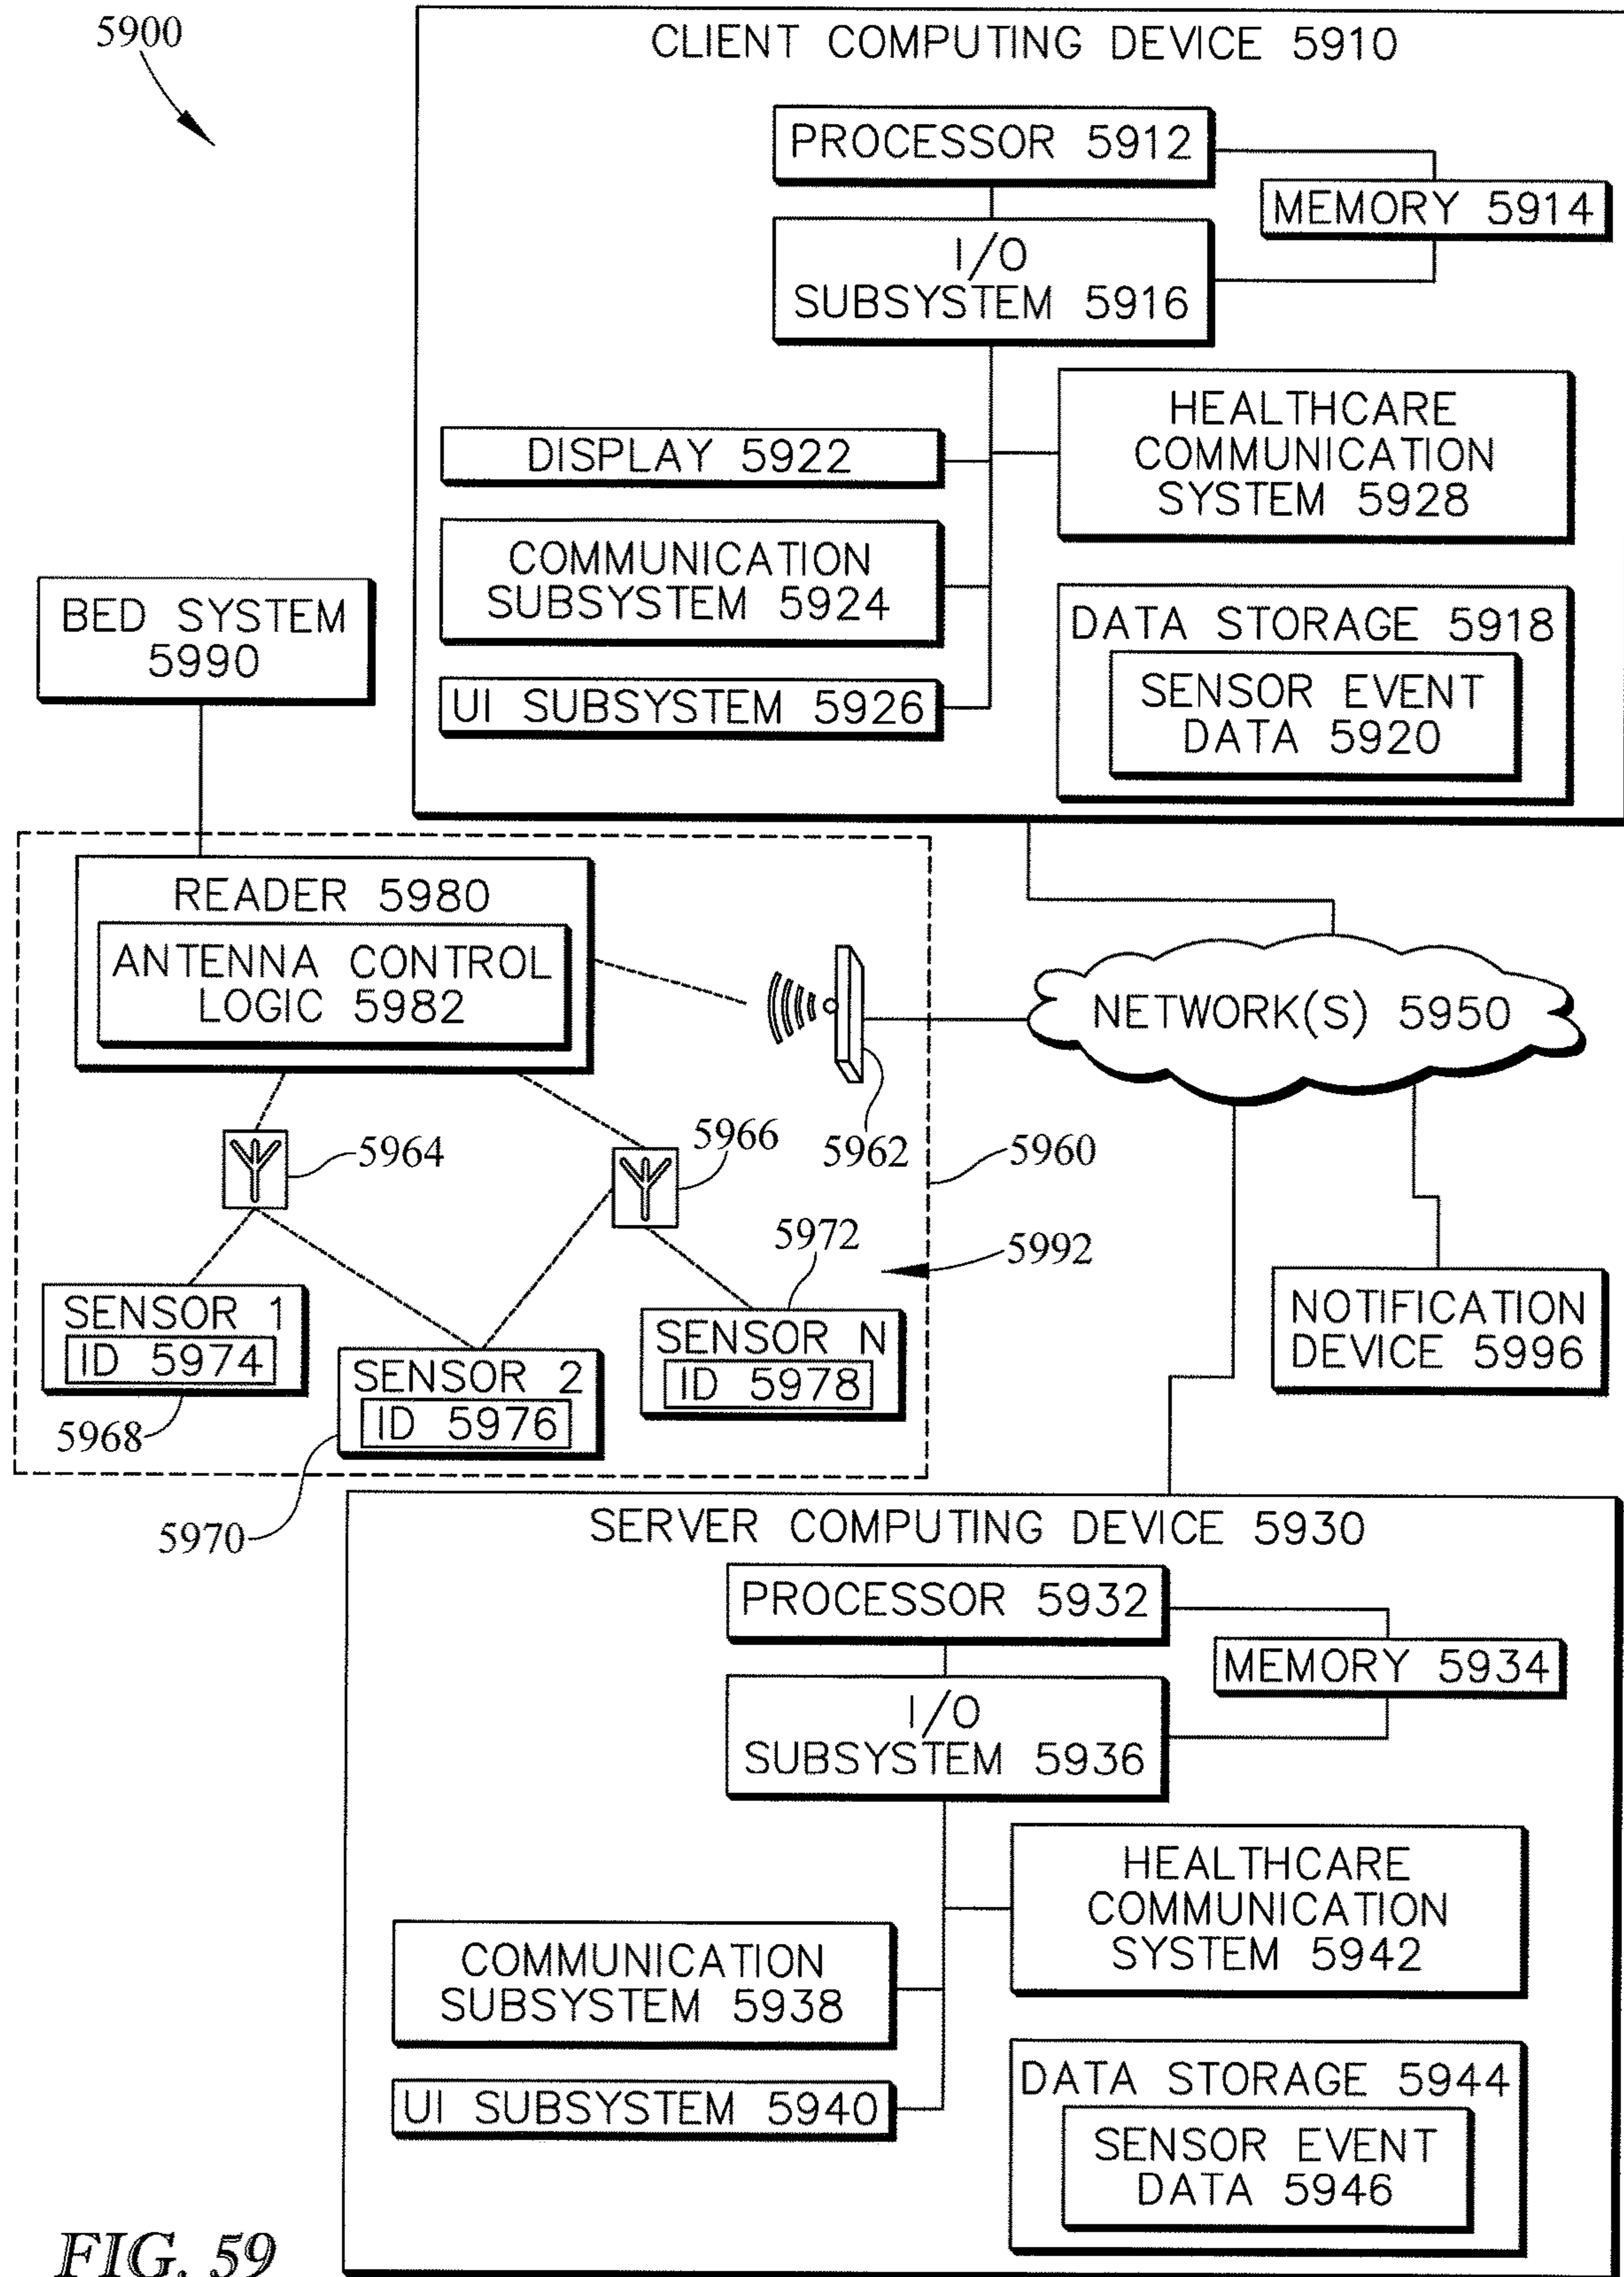 5900
CLIENT COMPUTING DEVICE 5910
PROCESSOR 5912
MEMORY 5914
I/O
SUBSYSTEM 5916
HEALTHCARE
COMMUNICATION
SYSTEM 5928
DISPLAY 5922
COMMUNICATION
SUBSYSTEM 5924
UI SUBSYSTEM 5926
DATA STORAGE 5918
SENSOR EVENT
DATA 5920
BED SYSTEM
5990
READER 5980
ANTENNA CONTROL
LOGIC 5982
NETWORK(S) 5950
5962
5960
5964
5966
5972
5992
SENSOR 1
ID 5974
5968
SENSOR 2
ID 5976
5970
SENSOR N
ID 5978
NOTIFICATION
DEVICE 5996
SERVER COMPUTING DEVICE 5930
PROCESSOR 5932
MEMORY 5934
I/O
SUBSYSTEM 5936
HEALTHCARE
COMMUNICATION
SYSTEM 5942
COMMUNICATION
SUBSYSTEM 5938
UI SUBSYSTEM 5940
DATA STORAGE 5944
SENSOR EVENT
DATA 5946
FIG. 59